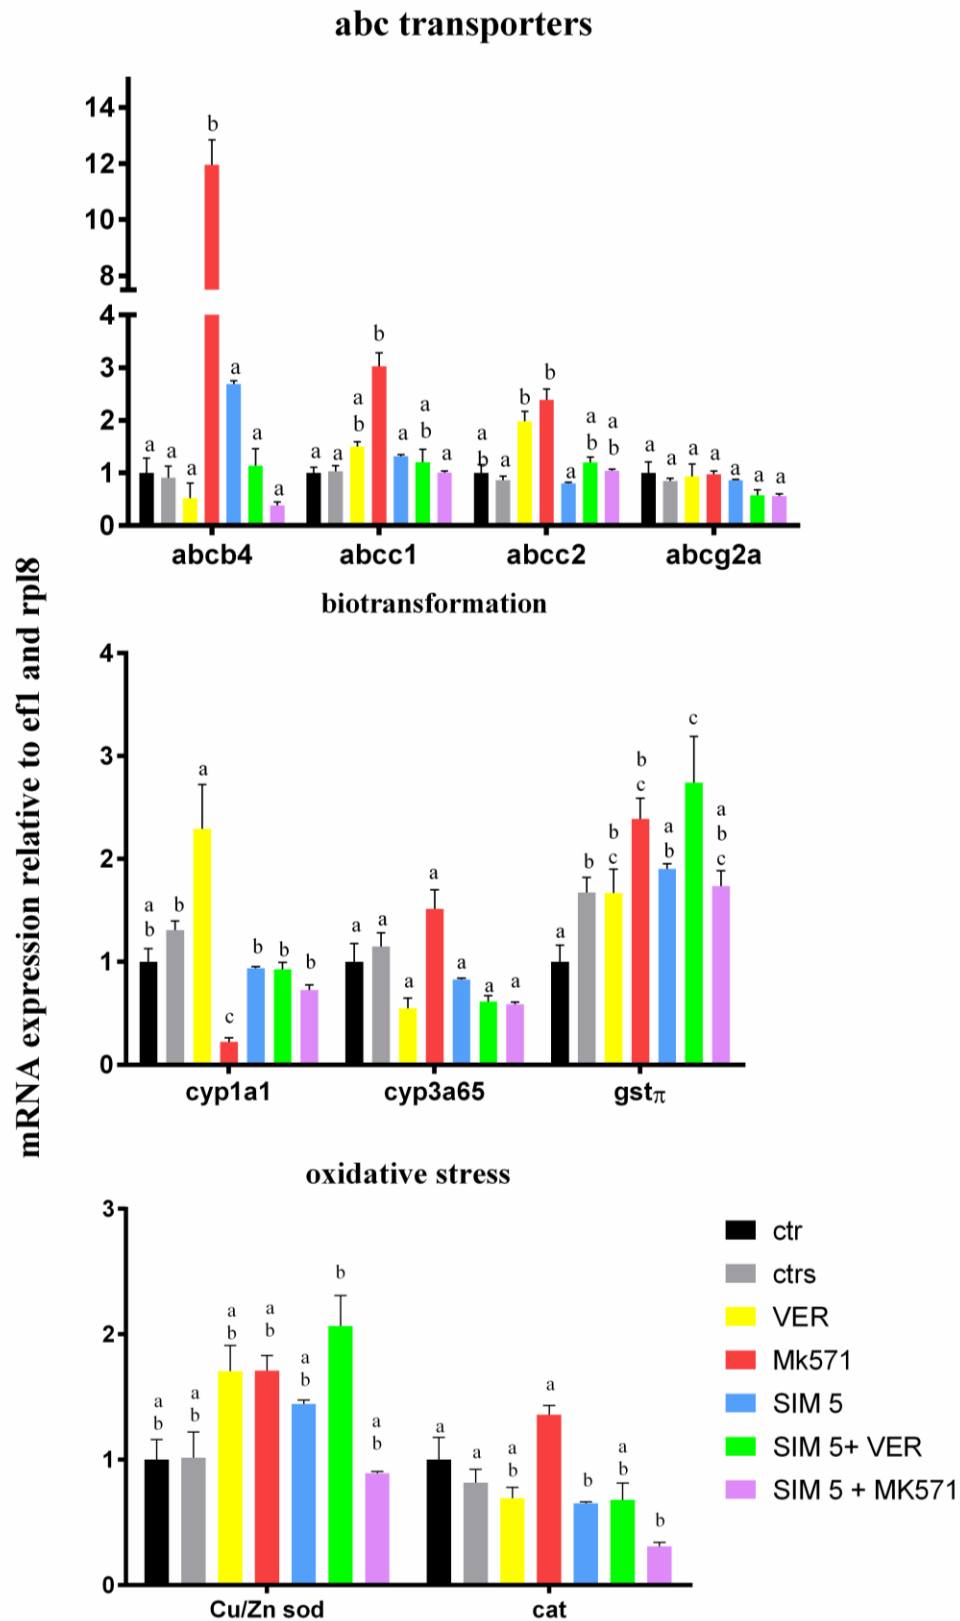 abc transporters
14
12
10
8
4
3
2
1
0
b
a a a a a a
a a a b b a a b a
a b a b b a a b a b
a a a a a a a
abcb4 abcc1 abcc2 abcg2a
mRNA expression relative to ef1 and rpl8
biotransformation
4
3
2
1
0
a b b a c b b b
a a a a a a a
a b b c b c a b c a b c
cyp1a1 cyp3a65 gstπ
oxidative stress
3
2
1
0
a b a b a b a b a b b a b
a a a b a b a b b
Cu/Zn sod cat
ctr
ctrs
VER
Mk571
SIM 5
SIM 5+ VER
SIM 5 + MK571